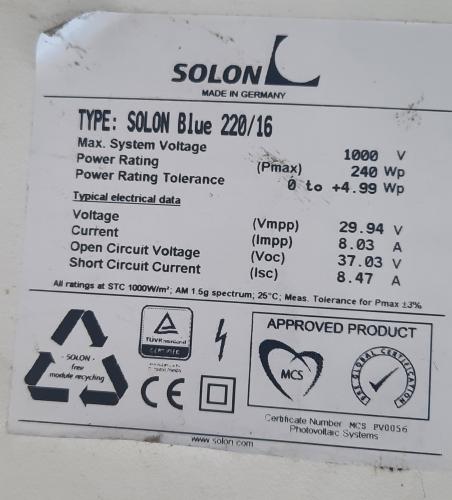 SOLON
MADE IN GERMANY
TYPE: SOLON Blue 220/16
Max. System Voltage 1000 V
Power Rating (Pmax) 240 Wp
Power Rating Tolerance 0 to +4.99 Wp
Typical electrical data
Voltage (Vmpp) 29.94 V
Current (Impp) 8.03 A
Open Circuit Voltage (Voc) 37.03 V
Short Circuit Current (Isc) 8.47 A
All ratings at STC 1000W/m²; AM 1.5g spectrum; 25°C; Meas. Tolerance for Pmax ±3%
- SOLON -
free
module recycling
TÜVRheinland
CERTIFIED
CE
APPROVED PRODUCT
MCS
GLOBAL CERTIFICATION
Certificate Number MCS PV0056
Photovoltaic Systems
www.solon.com